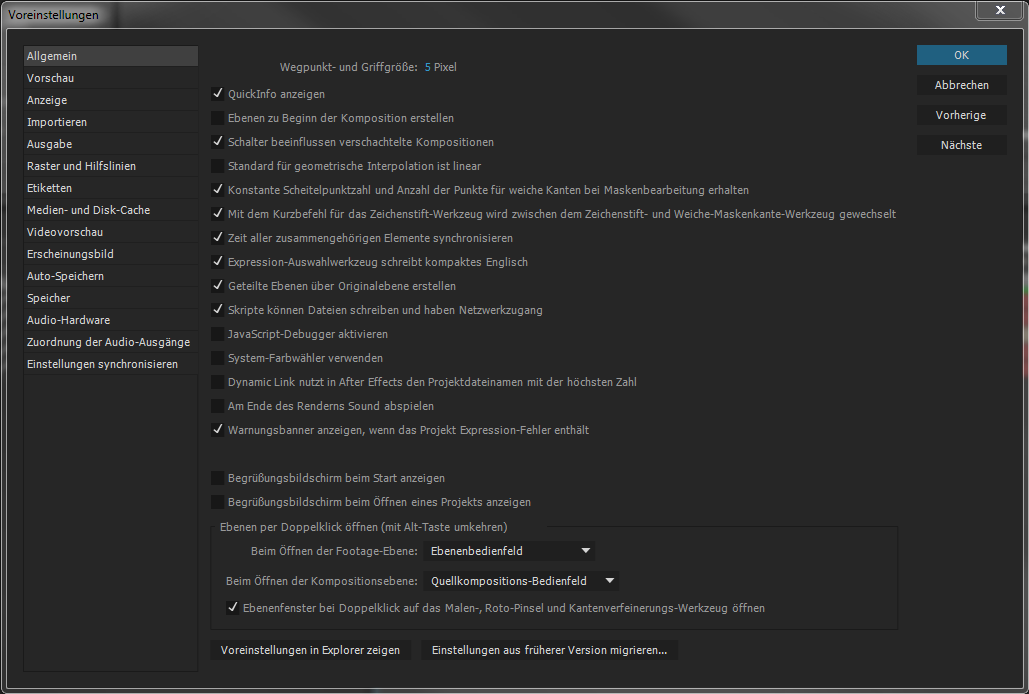 Voreinstellungen
Allgemein
Vorschau
Anzeige
Importieren
Ausgabe
Raster und Hilfslinien
Etiketten
Medien- und Disk-Cache
Videovorschau
Erscheinungsbild
Auto-Speichern
Speicher
Audio-Hardware
Zuordnung der Audio-Ausgänge
Einstellungen synchronisieren
Wegpunkt- und Griffgröße: 5 Pixel
QuickInfo anzeigen
Ebenen zu Beginn der Komposition erstellen
Schalter beeinflussen verschachtelte Kompositionen
Standard für geometrische Interpolation ist linear
Konstante Scheitelpunktzahl und Anzahl der Punkte für weiche Kanten bei Maskenbearbeitung erhalten
Mit dem Kurzbefehl für das Zeichenstift-Werkzeug wird zwischen dem Zeichenstift- und Weiche-Maskenkante-Werkzeug gewechselt
Zeit aller zusammengehörigen Elemente synchronisieren
Expression-Auswahlwerkzeug schreibt kompaktes Englisch
Geteilte Ebenen über Originalebene erstellen
Skripte können Dateien schreiben und haben Netzwerkzugang
JavaScript-Debugger aktivieren
System-Farbwähler verwenden
Dynamic Link nutzt in After Effects den Projektdateinamen mit der höchsten Zahl
Am Ende des Renderns Sound abspielen
Warnungsbanner anzeigen, wenn das Projekt Expression-Fehler enthält
Begrüßungsbildschirm beim Start anzeigen
Begrüßungsbildschirm beim Öffnen eines Projekts anzeigen
Ebenen per Doppelklick öffnen (mit Alt-Taste umkehren)
Beim Öffnen der Footage-Ebene: Ebenenbedienfeld
Beim Öffnen der Kompositionsebene: Quellkompositions-Bedienfeld
Ebenenfenster bei Doppelklick auf das Malen-, Roto-Pinsel und Kantenverfeinerungs-Werkzeug öffnen
Voreinstellungen in Explorer zeigen
Einstellungen aus früherer Version migrieren...
OK
Abbrechen
Vorherige
Nächste